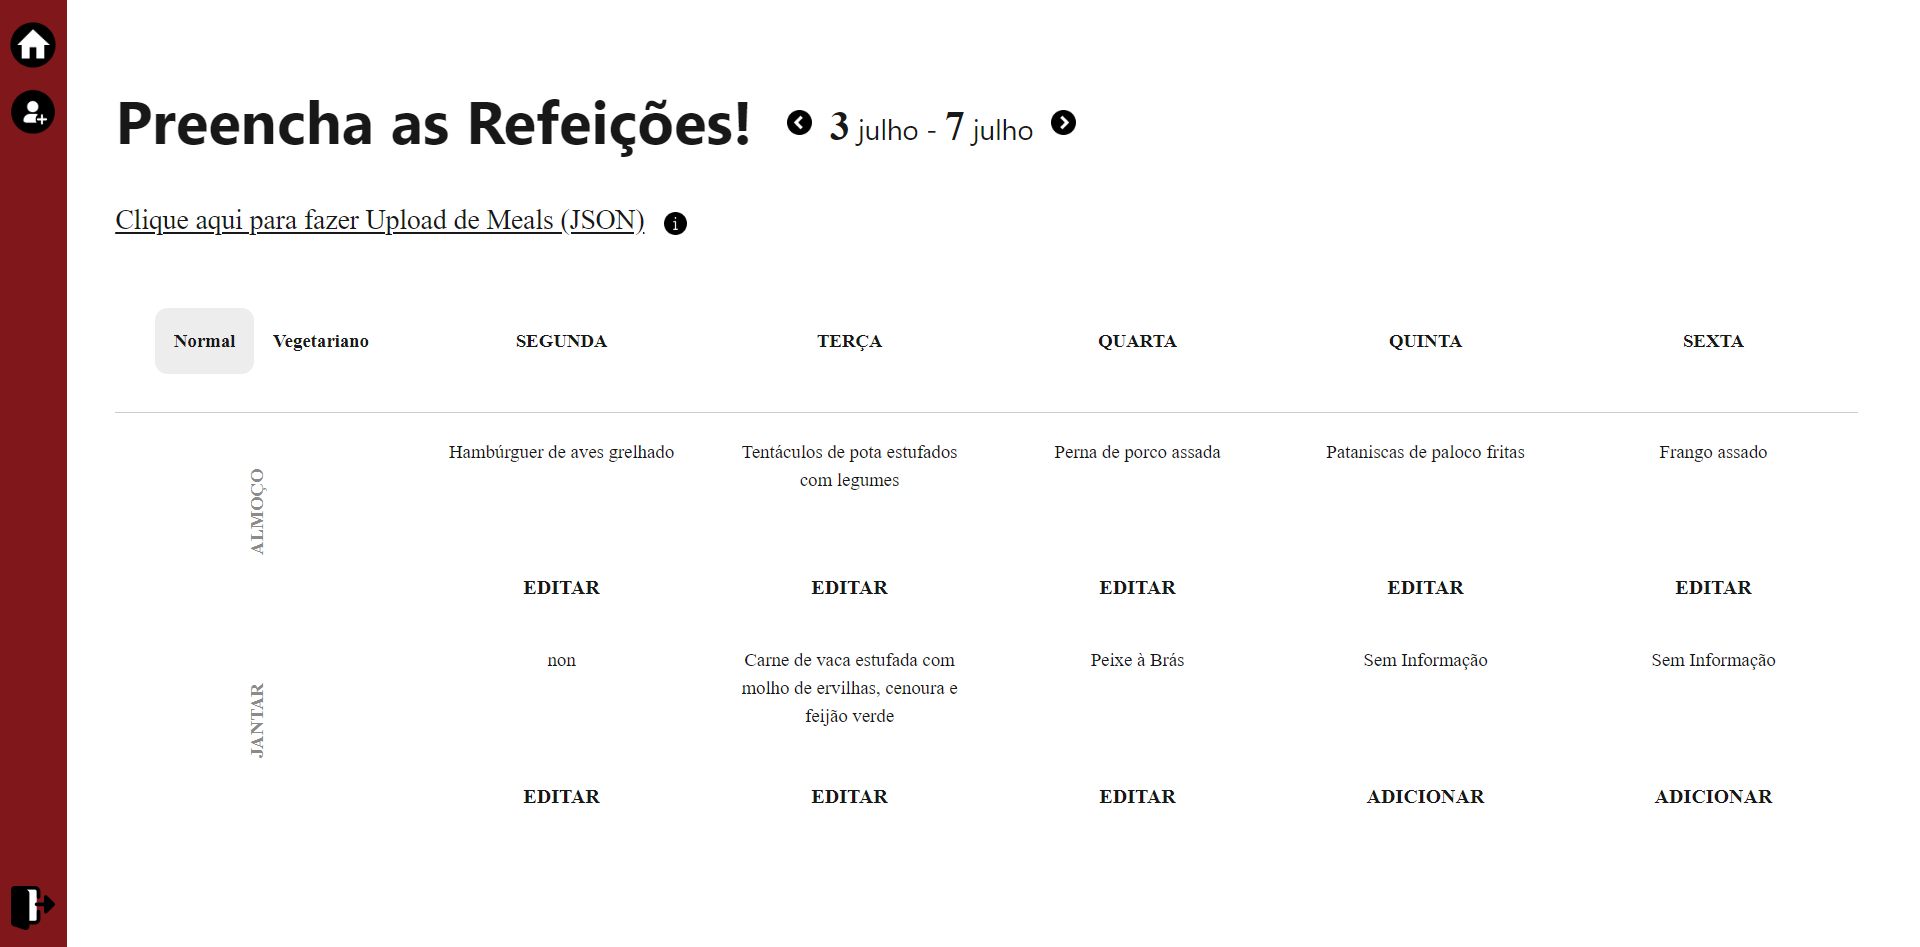 Preencha as Refeições!
3 julho - 7 julho
Clique aqui para fazer Upload de Meals (JSON)
i
Normal Vegetariano SEGUNDA TERÇA QUARTA QUINTA SEXTA
ALMOÇO
Hambúrguer de aves grelhado
Tentáculos de pota estufados
com legumes
Perna de porco assada
Pataniscas de paloco fritas
Frango assado
EDITAR EDITAR EDITAR EDITAR EDITAR
JANTAR
non
Carne de vaca estufada com
molho de ervilhas, cenoura e
feijão verde
Peixe à Brás
Sem Informação
Sem Informação
EDITAR EDITAR EDITAR ADICIONAR ADICIONAR